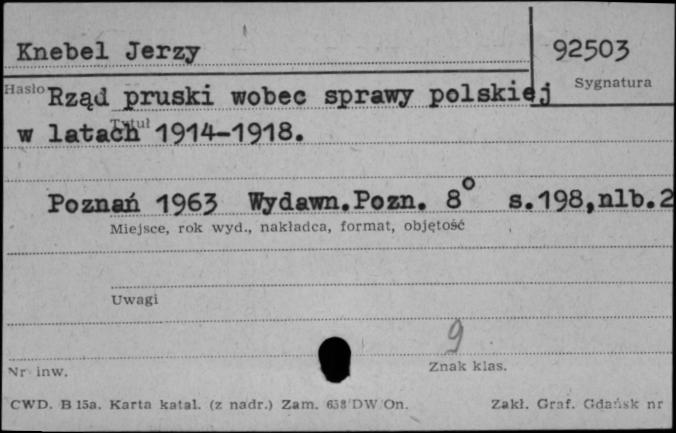 Knebel Jerzy 92503
Hasło Sygnatura
Rząd pruski wobec sprawy polskiej
Tytuł
w latach 1914-1918.
Poznań 1963 Wydawn.Pozn. 8° s.198,nlb.2
Miejsce, rok wyd., nakładca, format, objętość
Uwagi
9
Nr inw. Znak klas.
CWD. B 15a. Karta katal. (z nadr.) Zam. 638 DW On. Zakł. Graf. Gdańsk nr